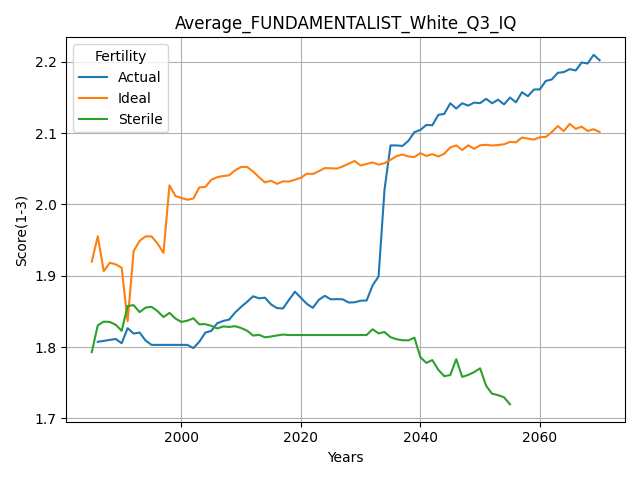 Average_FUNDAMENTALIST_White_Q3_IQ
Fertility
Actual
Ideal
Sterile
Score(1-3)
2.2
2.1
2.0
1.9
1.8
1.7
2000 2020 2040 2060
Years